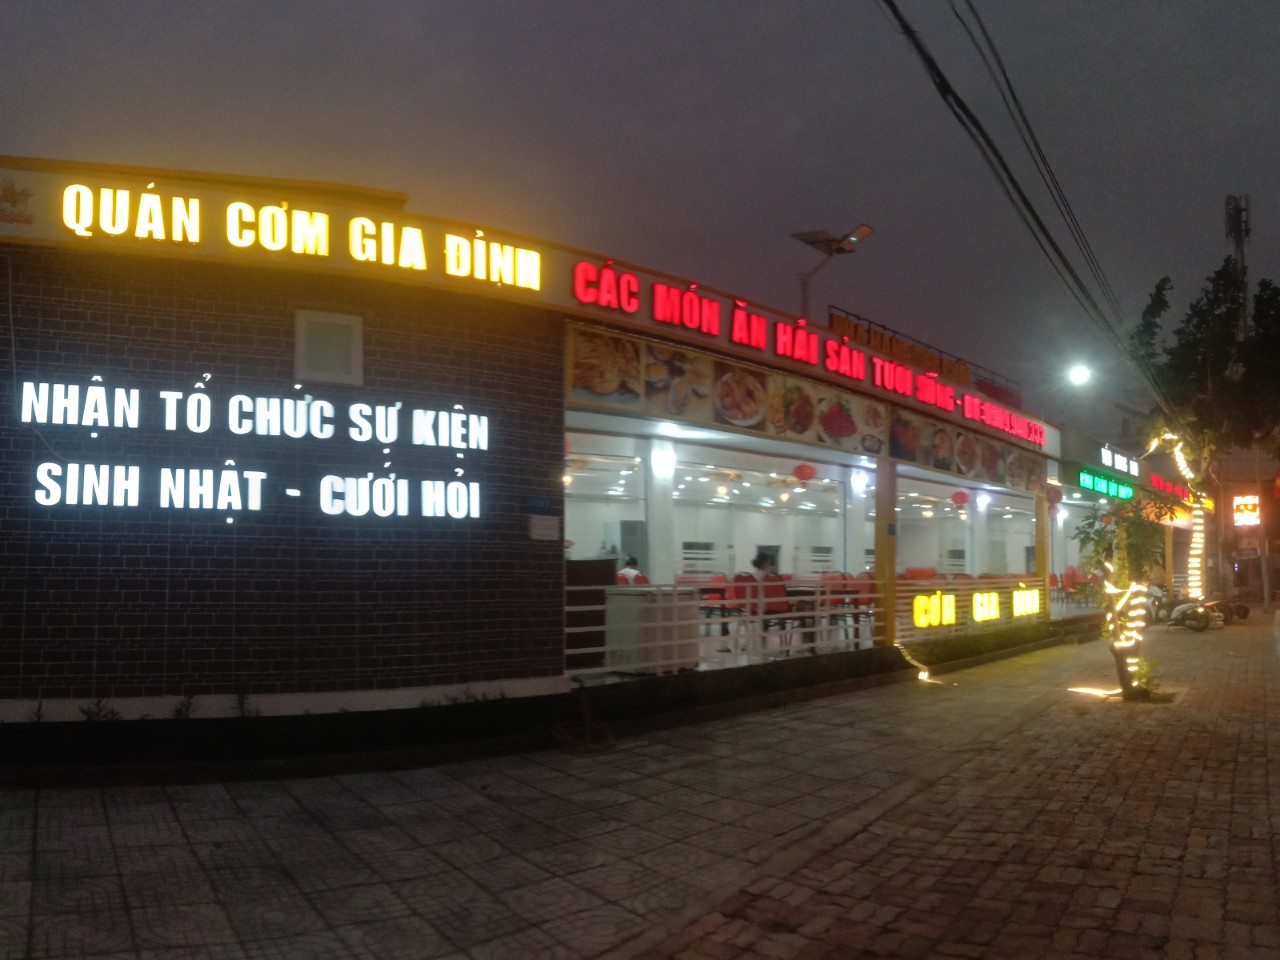 QUÁN CƠM GIA ĐÌNH
CÁC MÓN ĂN HẢI SẢN TƯƠI SỐNG
NHẬN TỔ CHỨC SỰ KIỆN
SINH NHẬT - CƯỚI HỎI
CƠM GIA ĐÌNH